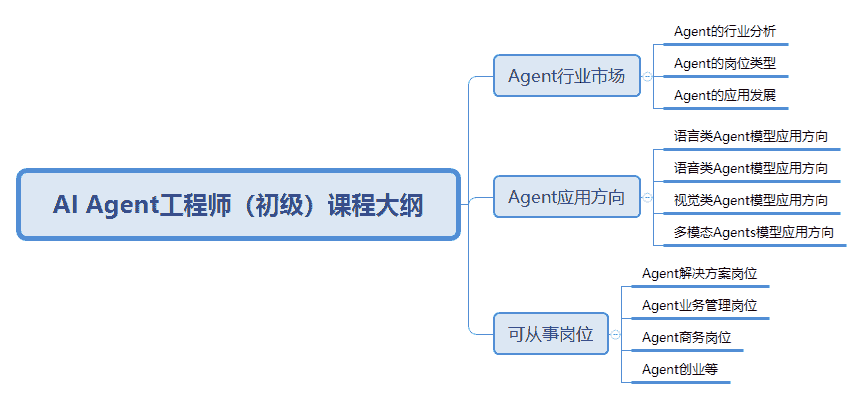 AI Agent工程师（初级）课程大纲
Agent行业市场
Agent的行业分析
Agent的岗位类型
Agent的应用发展
Agent应用方向
语言类Agent模型应用方向
语音类Agent模型应用方向
视觉类Agent模型应用方向
多模态Agents模型应用方向
可从事岗位
Agent解决方案岗位
Agent业务管理岗位
Agent商务岗位
Agent创业等